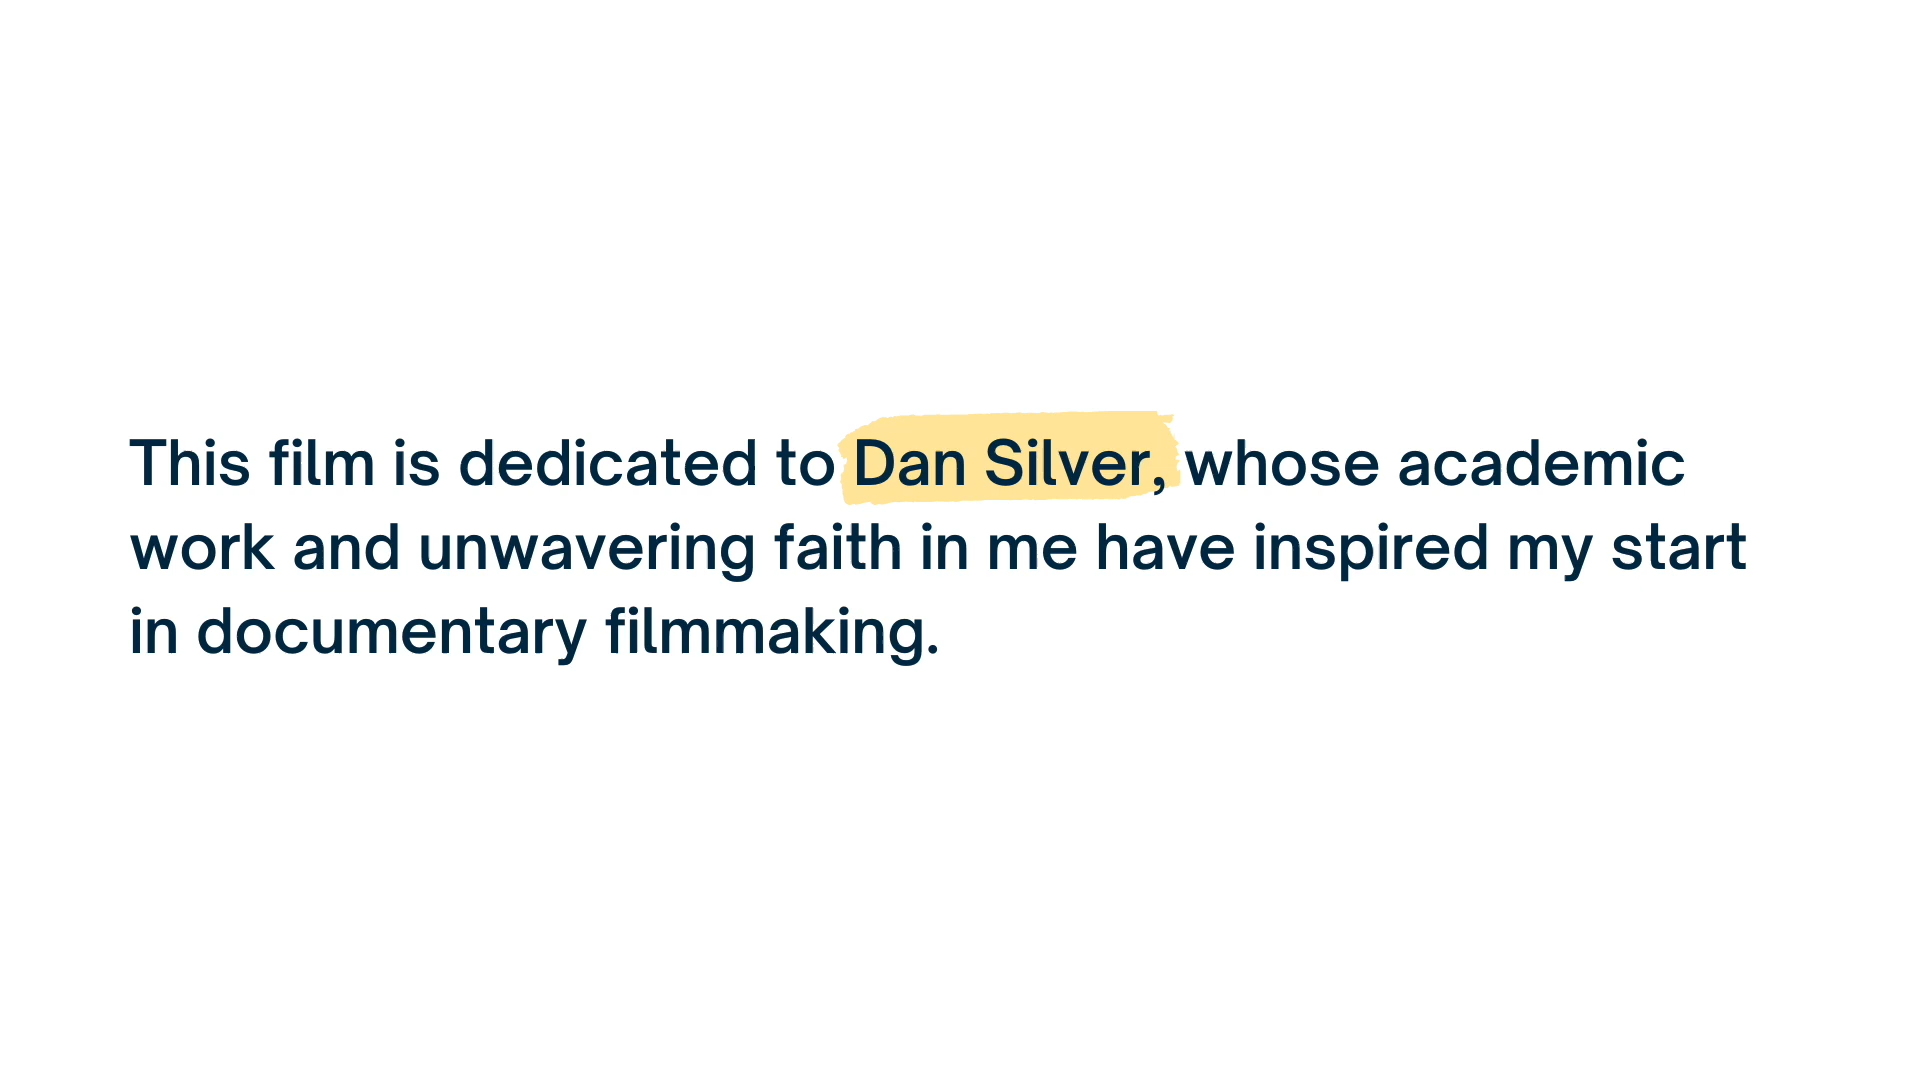 This film is dedicated to Dan Silver, whose academic
work and unwavering faith in me have inspired my start
in documentary filmmaking.